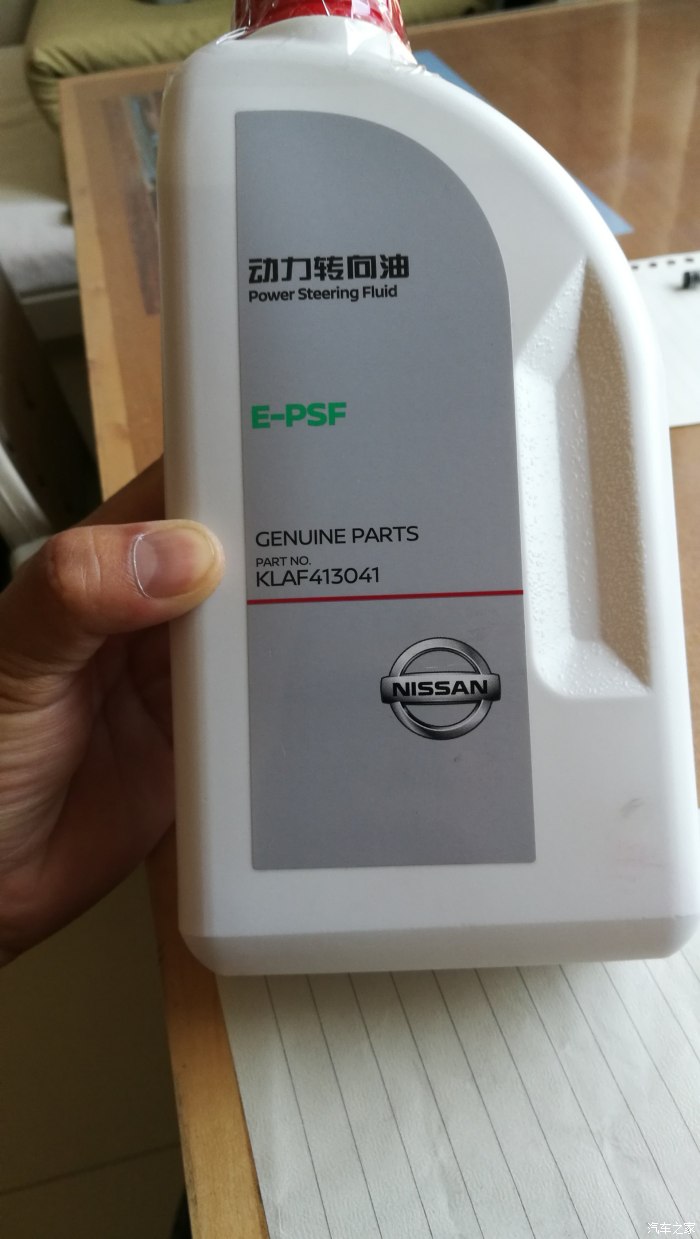 动力转向油
Power Steering Fluid
E-PSF
GENUINE PARTS
PART NO.
KLAF413041
NISSAN
汽车之家